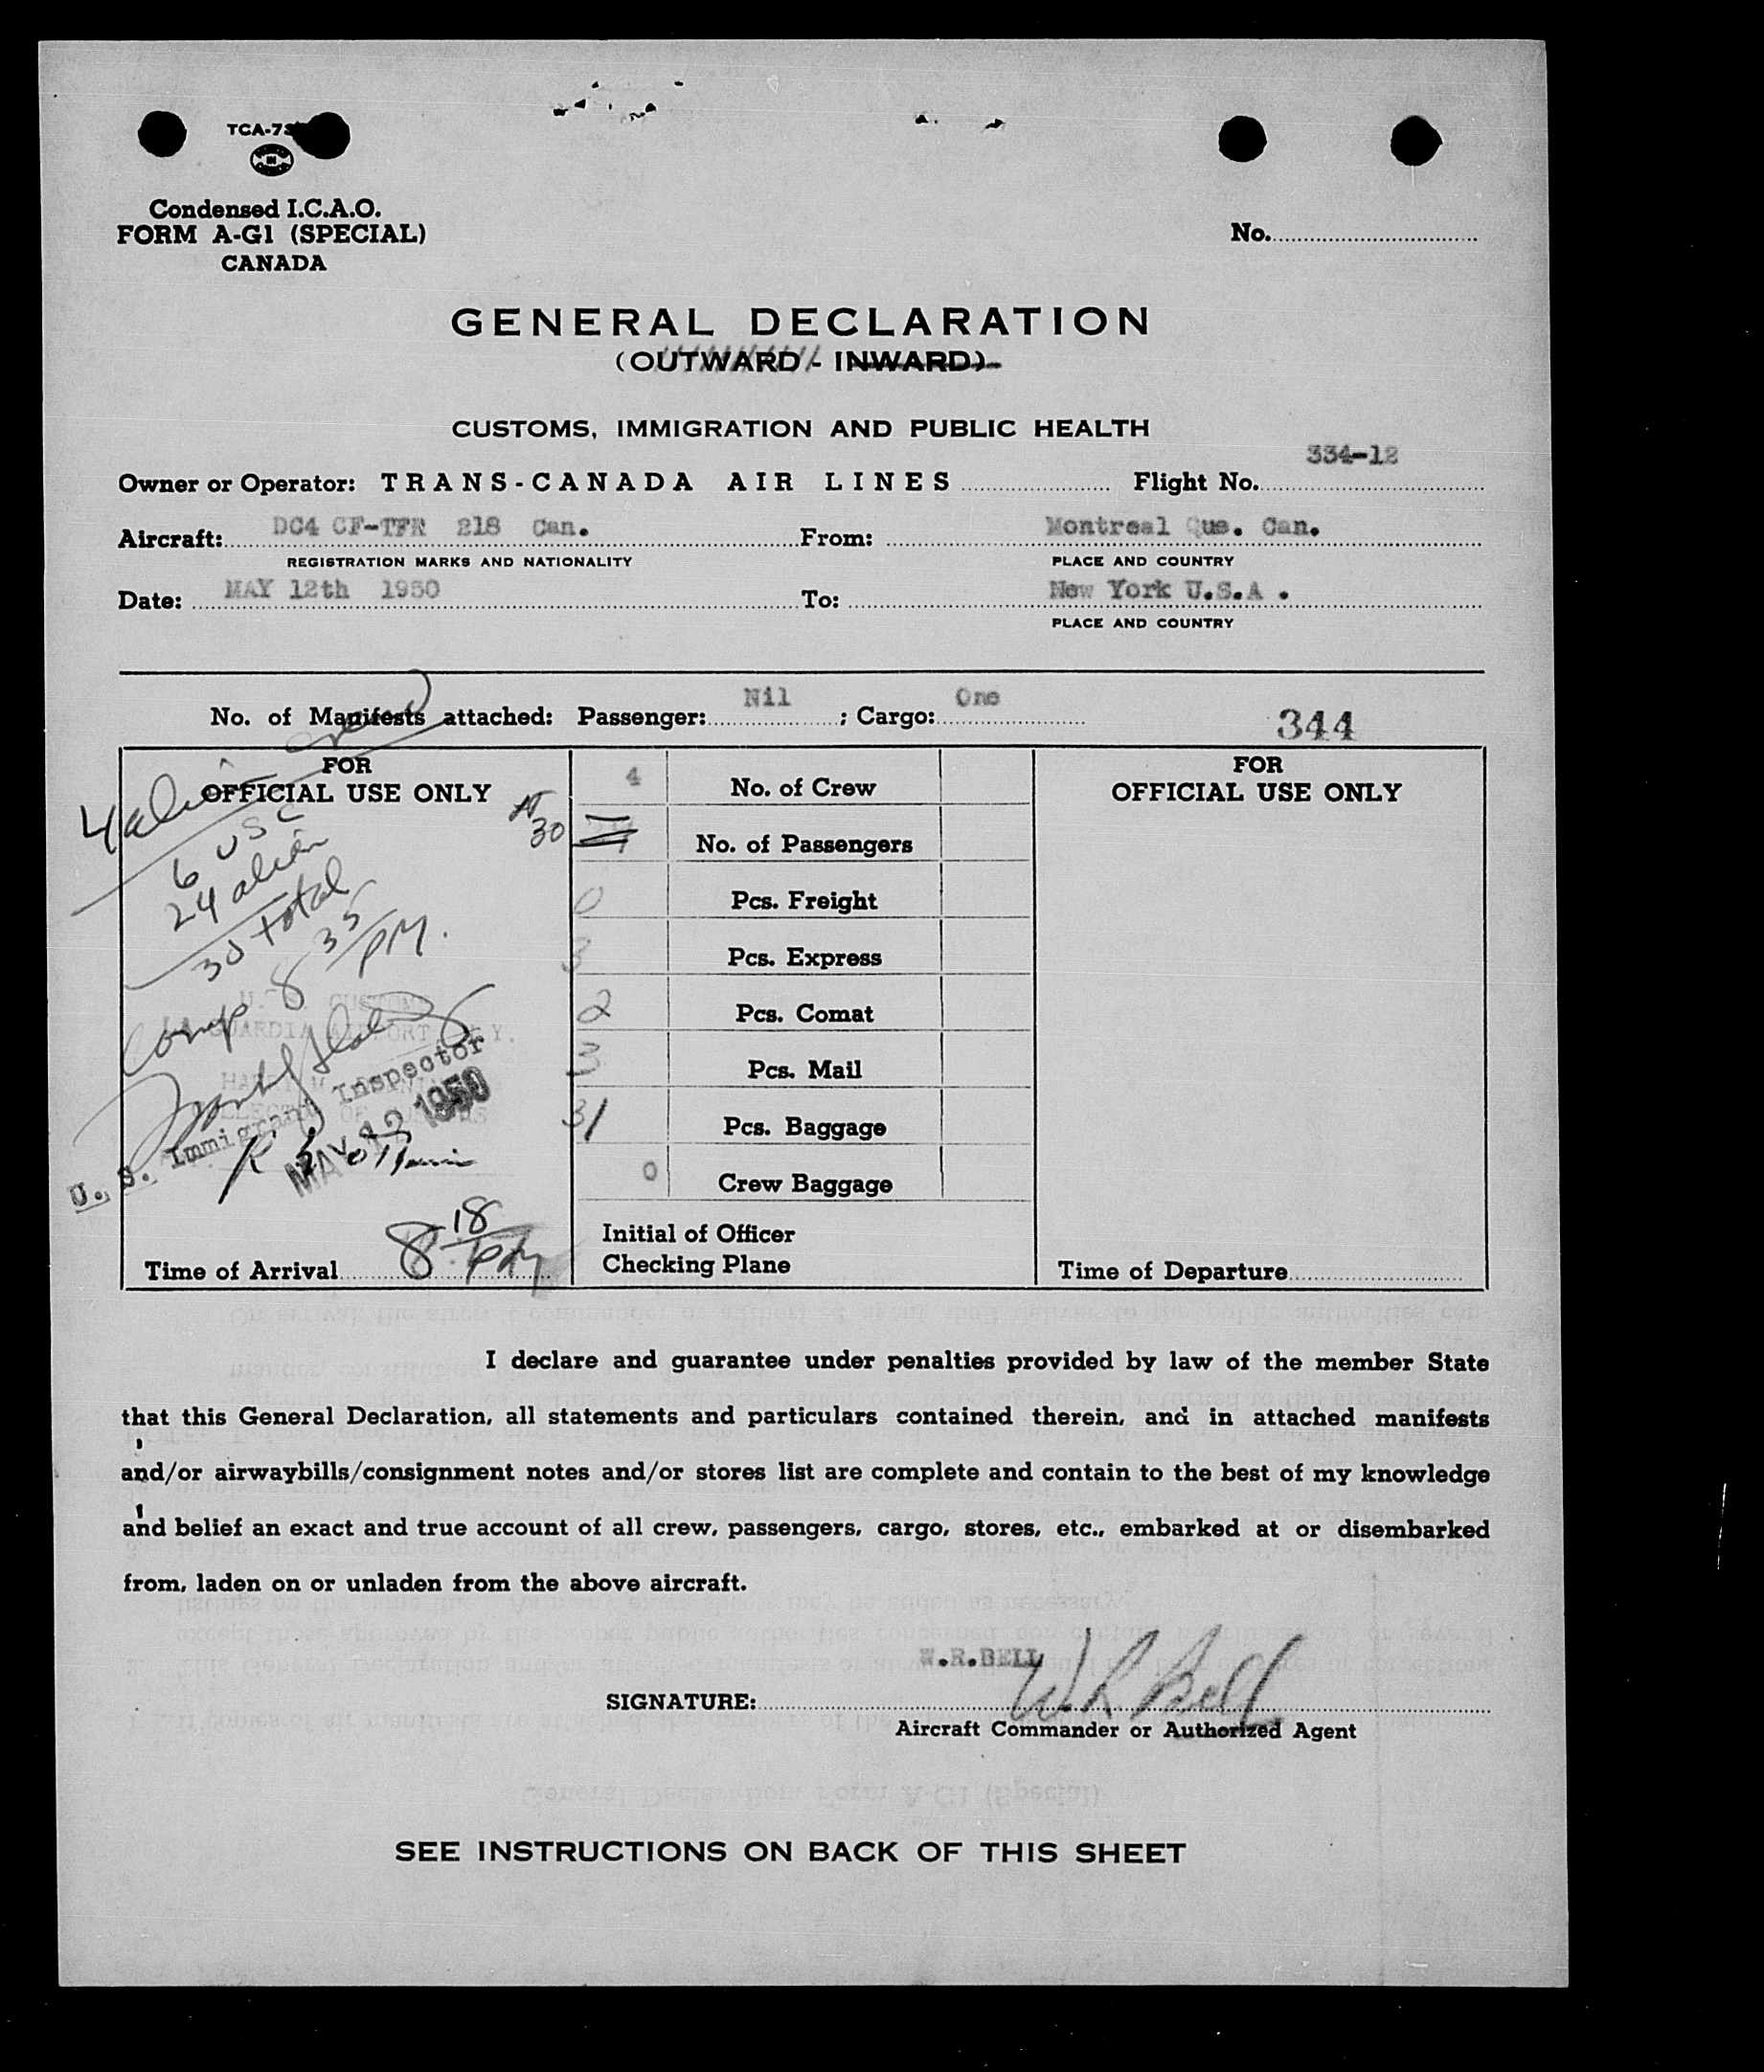 TCA-73
Condensed I.C.A.O.
FORM A-G1 (SPECIAL)
CANADA
No.
GENERAL DECLARATION
(OUTWARD - INWARD)
CUSTOMS, IMMIGRATION AND PUBLIC HEALTH
334-12
Owner or Operator: TRANS-CANADA AIR LINES Flight No.
DC4 CF-TFR 218 Can. Montreal Que. Can.
Aircraft: From:
REGISTRATION MARKS AND NATIONALITY PLACE AND COUNTRY
MAY 12th 1950 New York U.S.A.
Date: To:
PLACE AND COUNTRY
Nil One
No. of Manifests attached: Passenger: ; Cargo: 344
FOR
OFFICIAL USE ONLY
4 alien crew
6 USC
24 alien
30 total
Comp 8 35 PM.
U. S. CUSTOMS
LA GUARDIA AIRPORT N.Y.
U. S. Immigrant Inspector
MAY 12 1950
Time of Arrival 8 18 PM
4 No. of Crew
30 No. of Passengers
0 Pcs. Freight
3 Pcs. Express
2 Pcs. Comat
3 Pcs. Mail
31 Pcs. Baggage
0 Crew Baggage
Initial of Officer
Checking Plane
FOR
OFFICIAL USE ONLY
Time of Departure
I declare and guarantee under penalties provided by law of the member State
that this General Declaration, all statements and particulars contained therein, and in attached manifests
and/or airwaybills/consignment notes and/or stores list are complete and contain to the best of my knowledge
and belief an exact and true account of all crew, passengers, cargo, stores, etc., embarked at or disembarked
from, laden on or unladen from the above aircraft.
W.R.BELL
SIGNATURE: W R Bell
Aircraft Commander or Authorized Agent
SEE INSTRUCTIONS ON BACK OF THIS SHEET